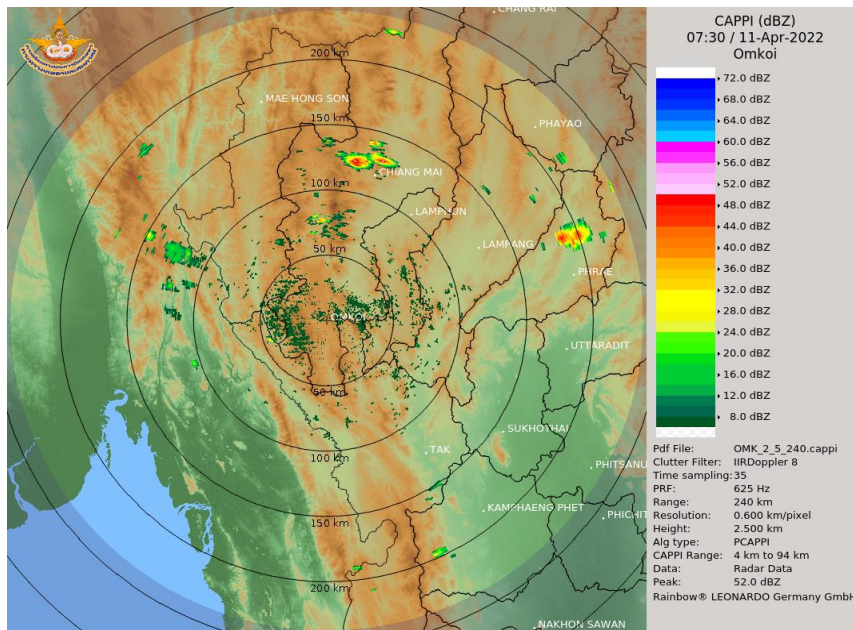 CAPPI (dBZ)
07:30 / 11-Apr-2022
Omkoi
72.0 dBZ
68.0 dBZ
64.0 dBZ
60.0 dBZ
56.0 dBZ
52.0 dBZ
48.0 dBZ
44.0 dBZ
40.0 dBZ
36.0 dBZ
32.0 dBZ
28.0 dBZ
24.0 dBZ
20.0 dBZ
16.0 dBZ
12.0 dBZ
8.0 dBZ
Pdf File: OMK_2_5_240.cappi
Clutter Filter: IIRDoppler 8
Time sampling: 35
PRF: 625 Hz
Range: 240 km
Resolution: 0.600 km/pixel
Height: 2.500 km
Alg type: PCAPPI
CAPPI Range: 4 km to 94 km
Data: Radar Data
Peak: 52.0 dBZ
Rainbow® LEONARDO Germany GmbH
CHANG RAI
200 km
MAE HONG SON
150 km
PHAYAO
CHIANG MAI
100 km
LAMPHUN
50 km
LAMPANG
PHRAE
OMKOI
UTTARADIT
50 km
SUKHOTHAI
TAK
100 km
PHITSANU
KAMPHAENG PHET
PHICHIT
150 km
200 km
NAKHON SAWAN